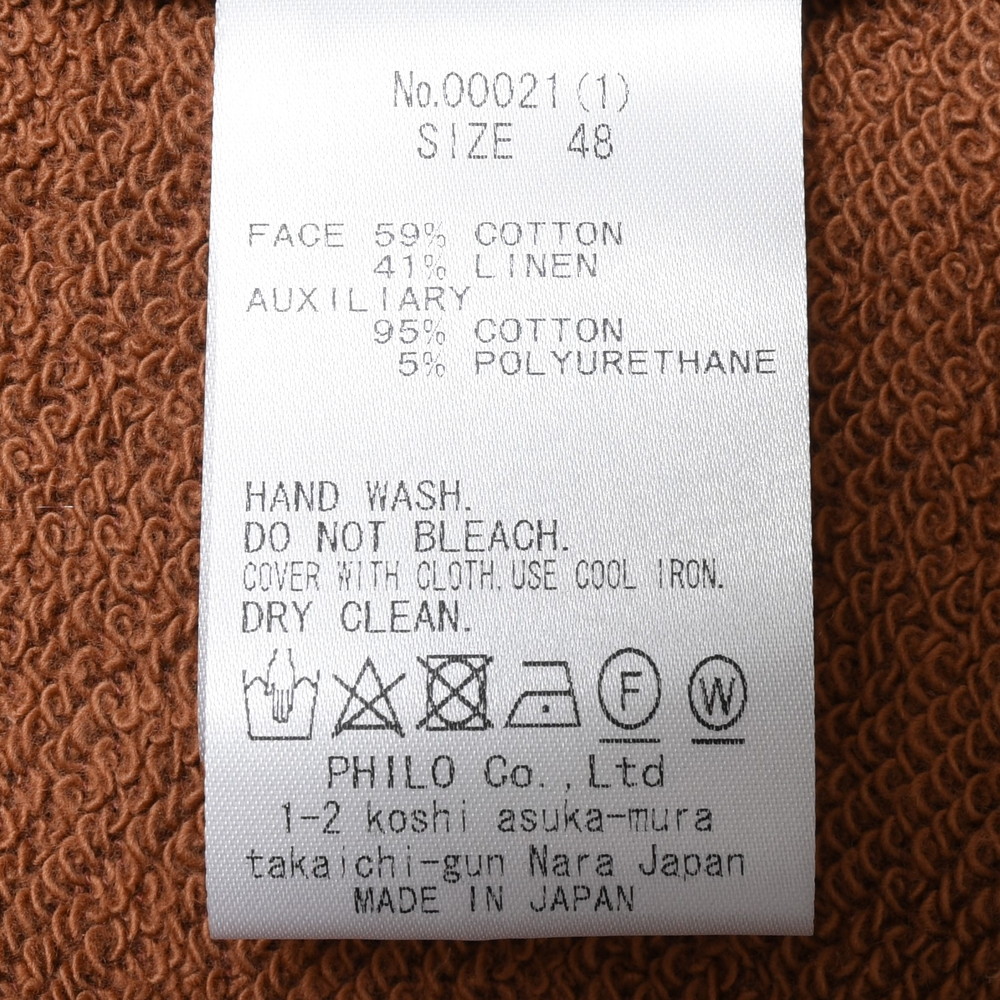 No.00021(1)
SIZE 48
FACE 59% COTTON
41% LINEN
AUXILIARY
95% COTTON
5% POLYURETHANE
HAND WASH.
DO NOT BLEACH.
COVER WITH CLOTH. USE COOL IRON.
DRY CLEAN.
F W
PHILO Co.,Ltd
1-2 koshi asuka-mura
takaichi-gun Nara Japan
MADE IN JAPAN